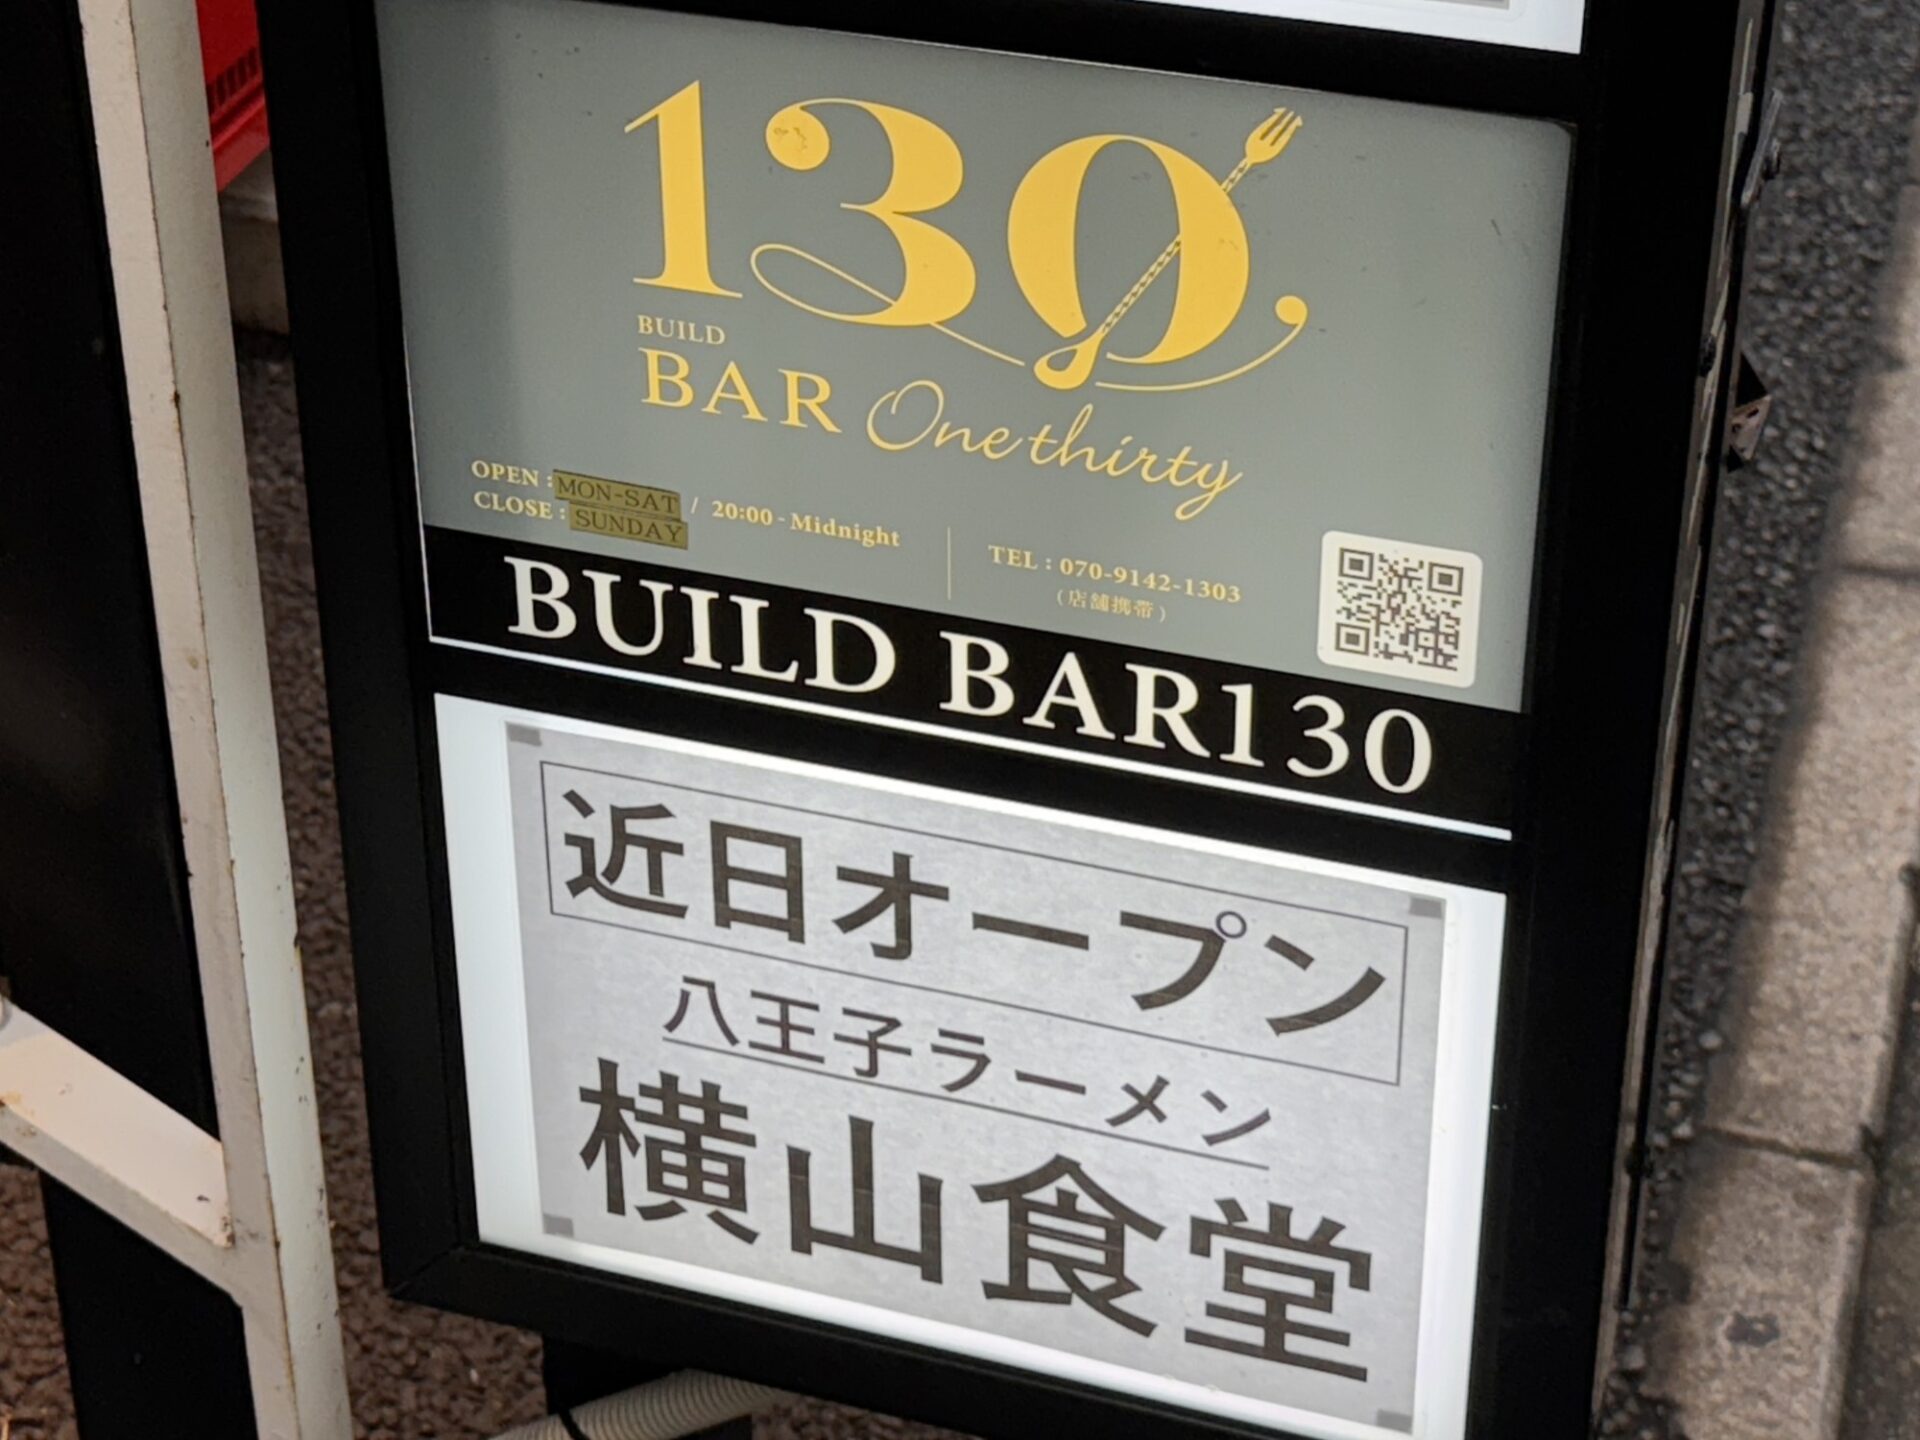 130
BUILD
BAR One thirty
OPEN : MON-SAT / 20:00 - Midnight
CLOSE : SUNDAY
TEL : 070-9142-1303
(店舗携帯)
BUILD BAR130
近日オープン
八王子ラーメン
横山食堂